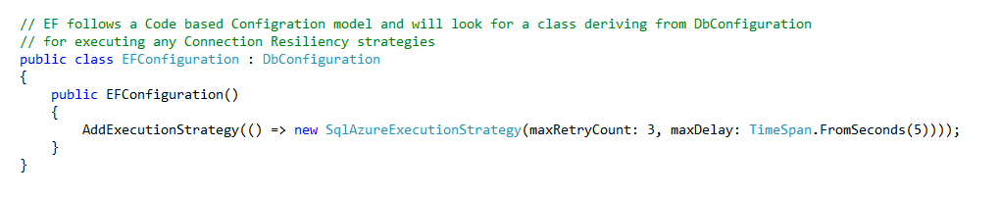 // EF follows a Code based Configration model and will look for a class deriving from DbConfiguration
// for executing any Connection Resiliency strategies
public class EFConfiguration : DbConfiguration
{
    public EFConfiguration()
    {
        AddExecutionStrategy(() => new SqlAzureExecutionStrategy(maxRetryCount: 3, maxDelay: TimeSpan.FromSeconds(5))));
    }
}